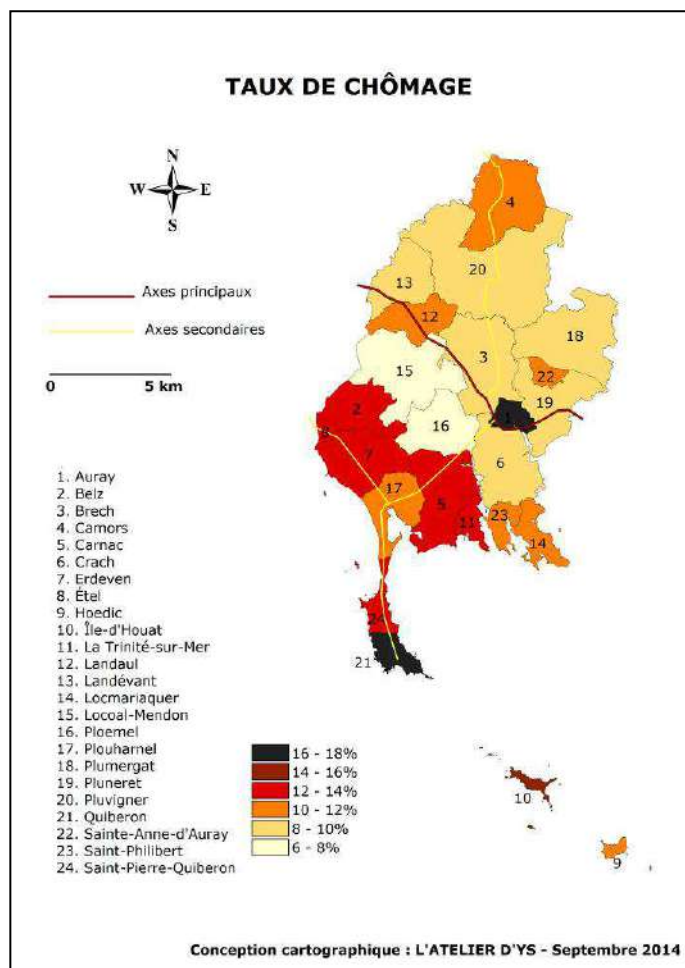 TAUX DE CHÔMAGE
N
W E
S
Axes principaux
Axes secondaires
0 5 km
4
20
13
12
18
3
15
22
19
2
1
16
8
7
6
17
5
23
11
14
24
21
10
9
1. Auray
2. Belz
3. Brech
4. Camors
5. Carnac
6. Crach
7. Erdeven
8. Étel
9. Hoedic
10. Île-d'Houat
11. La Trinité-sur-Mer
12. Landaul
13. Landévant
14. Locmariaquer
15. Locoal-Mendon
16. Ploemel
17. Plouharnel
18. Plumergat
19. Pluneret
20. Pluvigner
21. Quiberon
22. Sainte-Anne-d'Auray
23. Saint-Philibert
24. Saint-Pierre-Quiberon
16 - 18%
14 - 16%
12 - 14%
10 - 12%
8 - 10%
6 - 8%
Conception cartographique : L'ATELIER D'YS - Septembre 2014